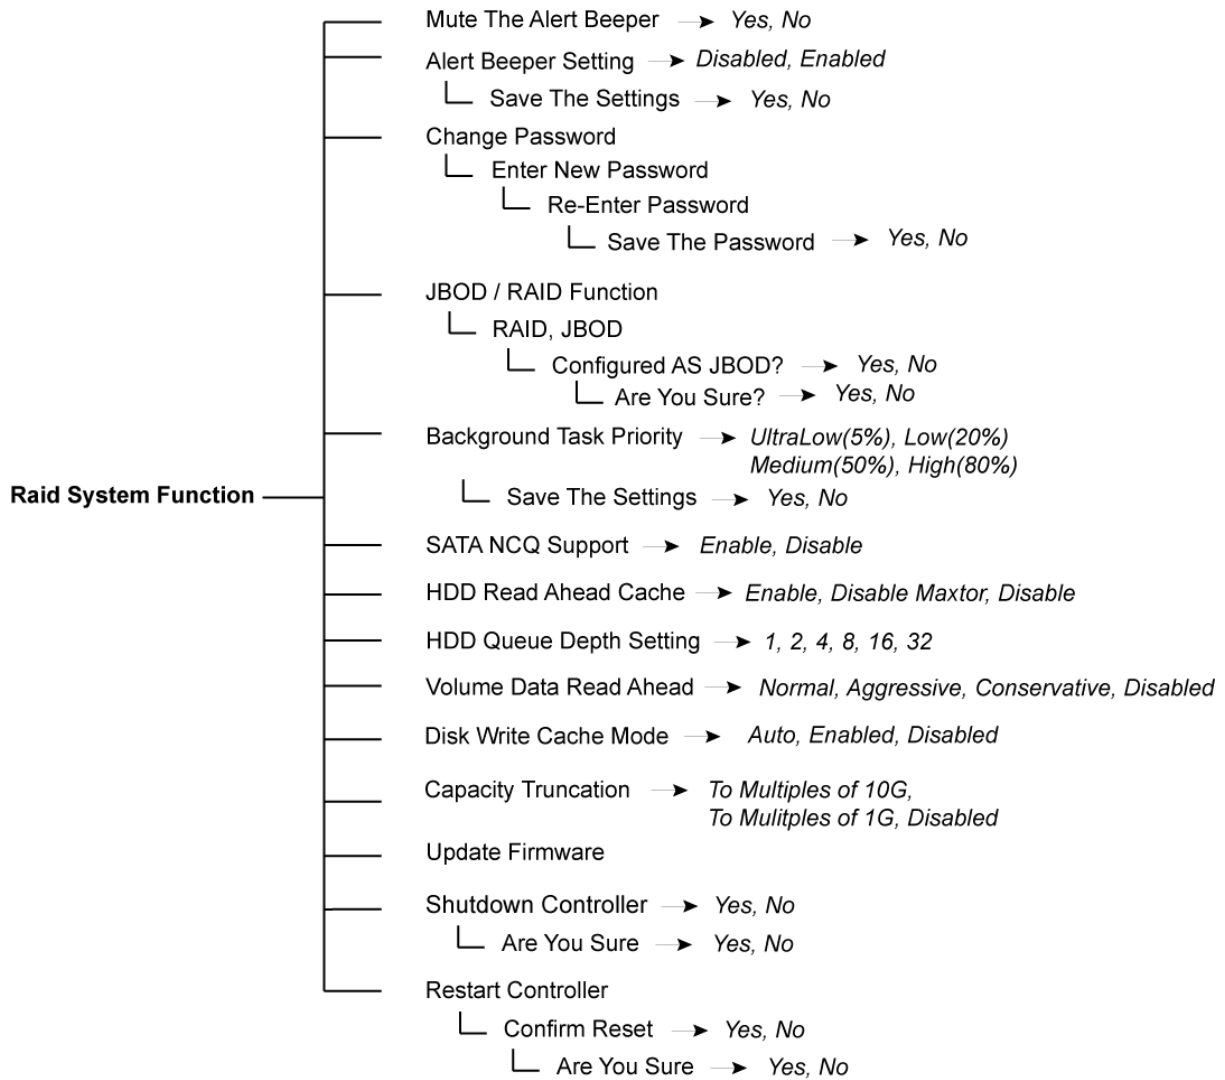 Mute The Alert Beeper Yes, No
Alert Beeper Setting Disabled, Enabled
Save The Settings Yes, No
Change Password
Enter New Password
Re-Enter Password
Save The Password Yes, No
JBOD / RAID Function
RAID, JBOD
Configured AS JBOD? Yes, No
Are You Sure? Yes, No
Background Task Priority UltraLow(5%), Low(20%)
Medium(50%), High(80%)
Raid System Function
Save The Settings Yes, No
SATA NCQ Support Enable, Disable
HDD Read Ahead Cache Enable, Disable Maxtor, Disable
HDD Queue Depth Setting 1, 2, 4, 8, 16, 32
Volume Data Read Ahead Normal, Aggressive, Conservative, Disabled
Disk Write Cache Mode Auto, Enabled, Disabled
Capacity Truncation To Multiples of 10G,
To Mulitples of 1G, Disabled
Update Firmware
Shutdown Controller Yes, No
Are You Sure Yes, No
Restart Controller
Confirm Reset Yes, No
Are You Sure Yes, No